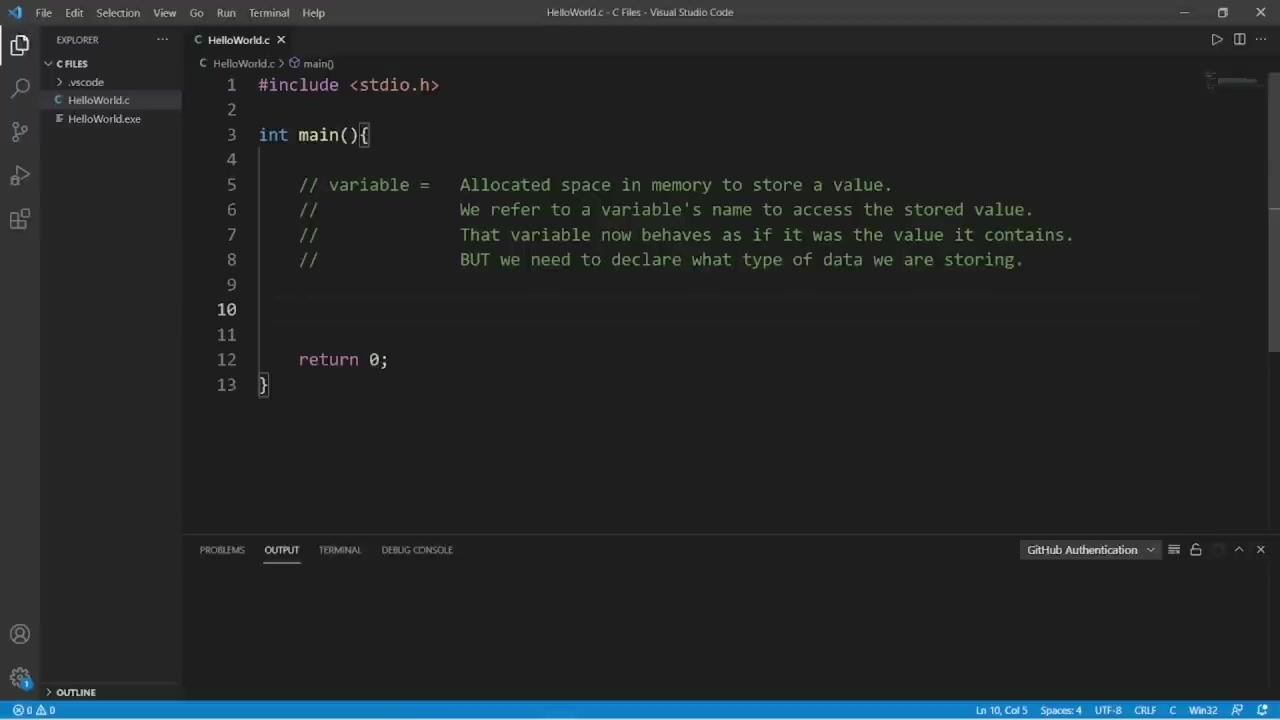 File Edit Selection View Go Run Terminal Help
HelloWorld.c - C Files - Visual Studio Code
EXPLORER
C FILES
.vscode
HelloWorld.c
HelloWorld.exe
OUTLINE
C HelloWorld.c
C HelloWorld.c > main()
1 #include <stdio.h>
2
3 int main(){
4
5 // variable = Allocated space in memory to store a value.
6 // We refer to a variable's name to access the stored value.
7 // That variable now behaves as if it was the value it contains.
8 // BUT we need to declare what type of data we are storing.
9
10
11
12 return 0;
13 }
PROBLEMS OUTPUT TERMINAL DEBUG CONSOLE
GitHub Authentication
1
0 0 Ln 10, Col 5 Spaces: 4 UTF-8 CRLF C Win32